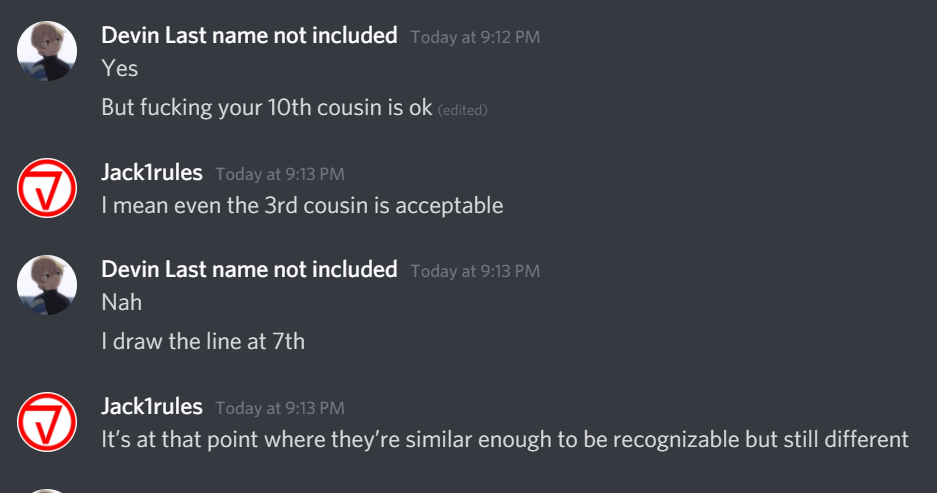 Devin Last name not included Today at 9:12 PM
Yes
But fucking your 10th cousin is ok (edited)
Jack1rules Today at 9:13 PM
I mean even the 3rd cousin is acceptable
Devin Last name not included Today at 9:13 PM
Nah
I draw the line at 7th
Jack1rules Today at 9:13 PM
It's at that point where they're similar enough to be recognizable but still different